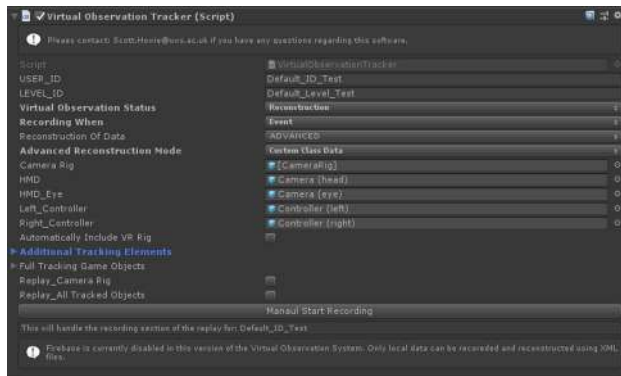 Virtual Observation Tracker (Script)
Please contact: Scott.Howie@uws.ac.uk if you have any questions regarding this software.
Script VirtualObservationTracker
USER_ID Default_ID_Test
LEVEL_ID Default_Level_Test
Virtual Observation Status Reconstruction
Recording When Event
Reconstruction Of Data ADVANCED
Advanced Reconstruction Mode Custom Class Data
Camera Rig [CameraRig]
HMD Camera (head)
HMD_Eye Camera (eye)
Left_Controller Controller (left)
Right_Controller Controller (right)
Automatically Include VR Rig
Additional Tracking Elements
Full Tracking Game Objects
Replay_Camera Rig
Replay_All Tracked Objects
Manaul Start Recording
This will handle the recording section of the replay for: Default_ID_Test
Firebase is currently disabled in this version of the Virtual Observation System. Only local data can be recoreded and reconstructed using XML
files.